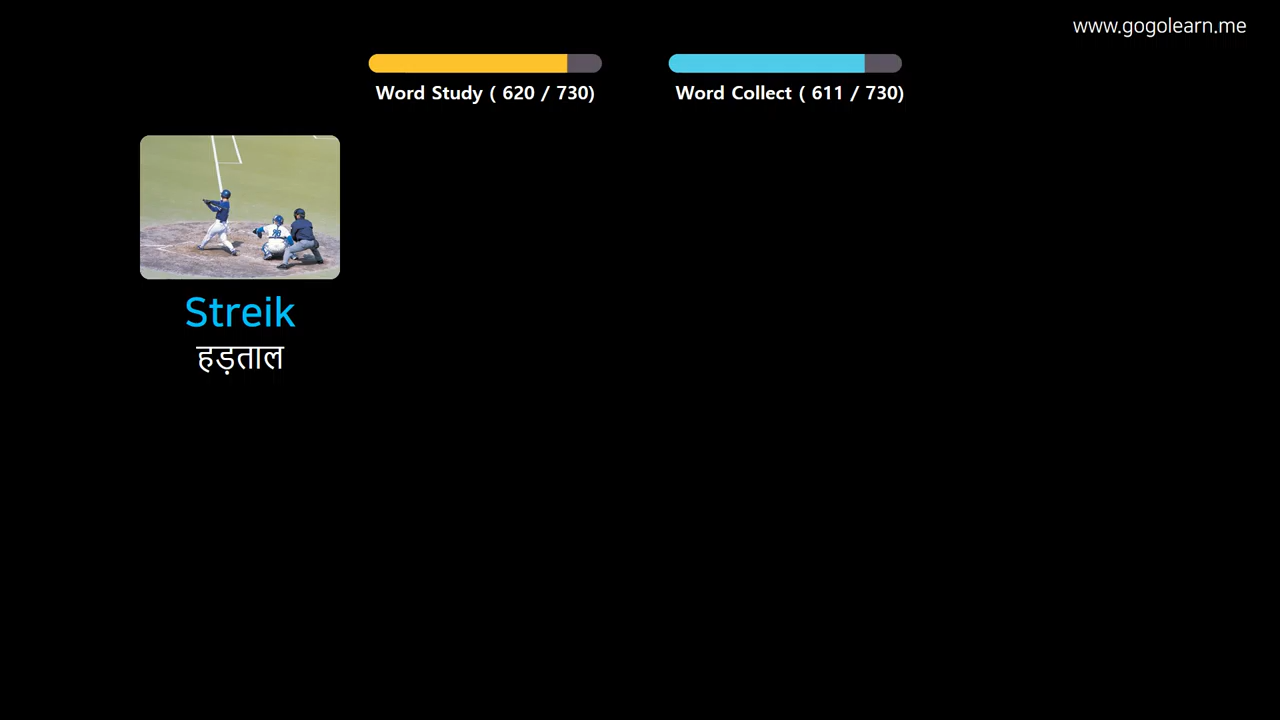 www.gogolearn.me
Word Study ( 620 / 730)
Word Collect ( 611 / 730)
Streik
हड़ताल